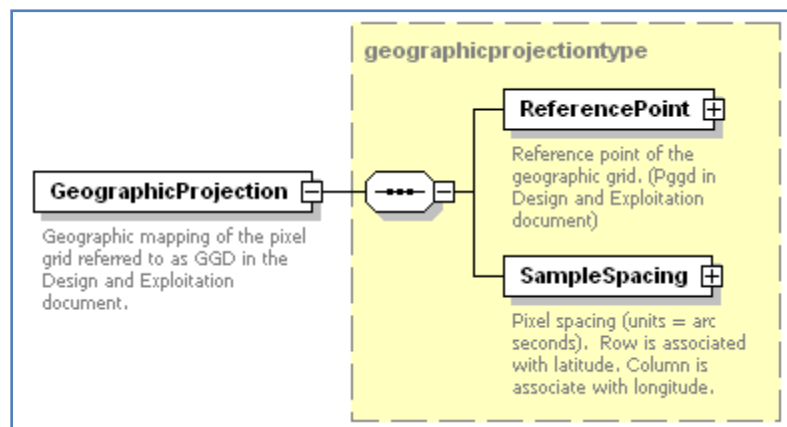 geographicprojectiontype
ReferencePoint
Reference point of the
geographic grid. (Pggd in
Design and Exploitation
document)
GeographicProjection
Geographic mapping of the pixel
grid referred to as GGD in the
Design and Exploitation
document.
SampleSpacing
Pixel spacing (units = arc
seconds). Row is associated
with latitude. Column is
associate with longitude.